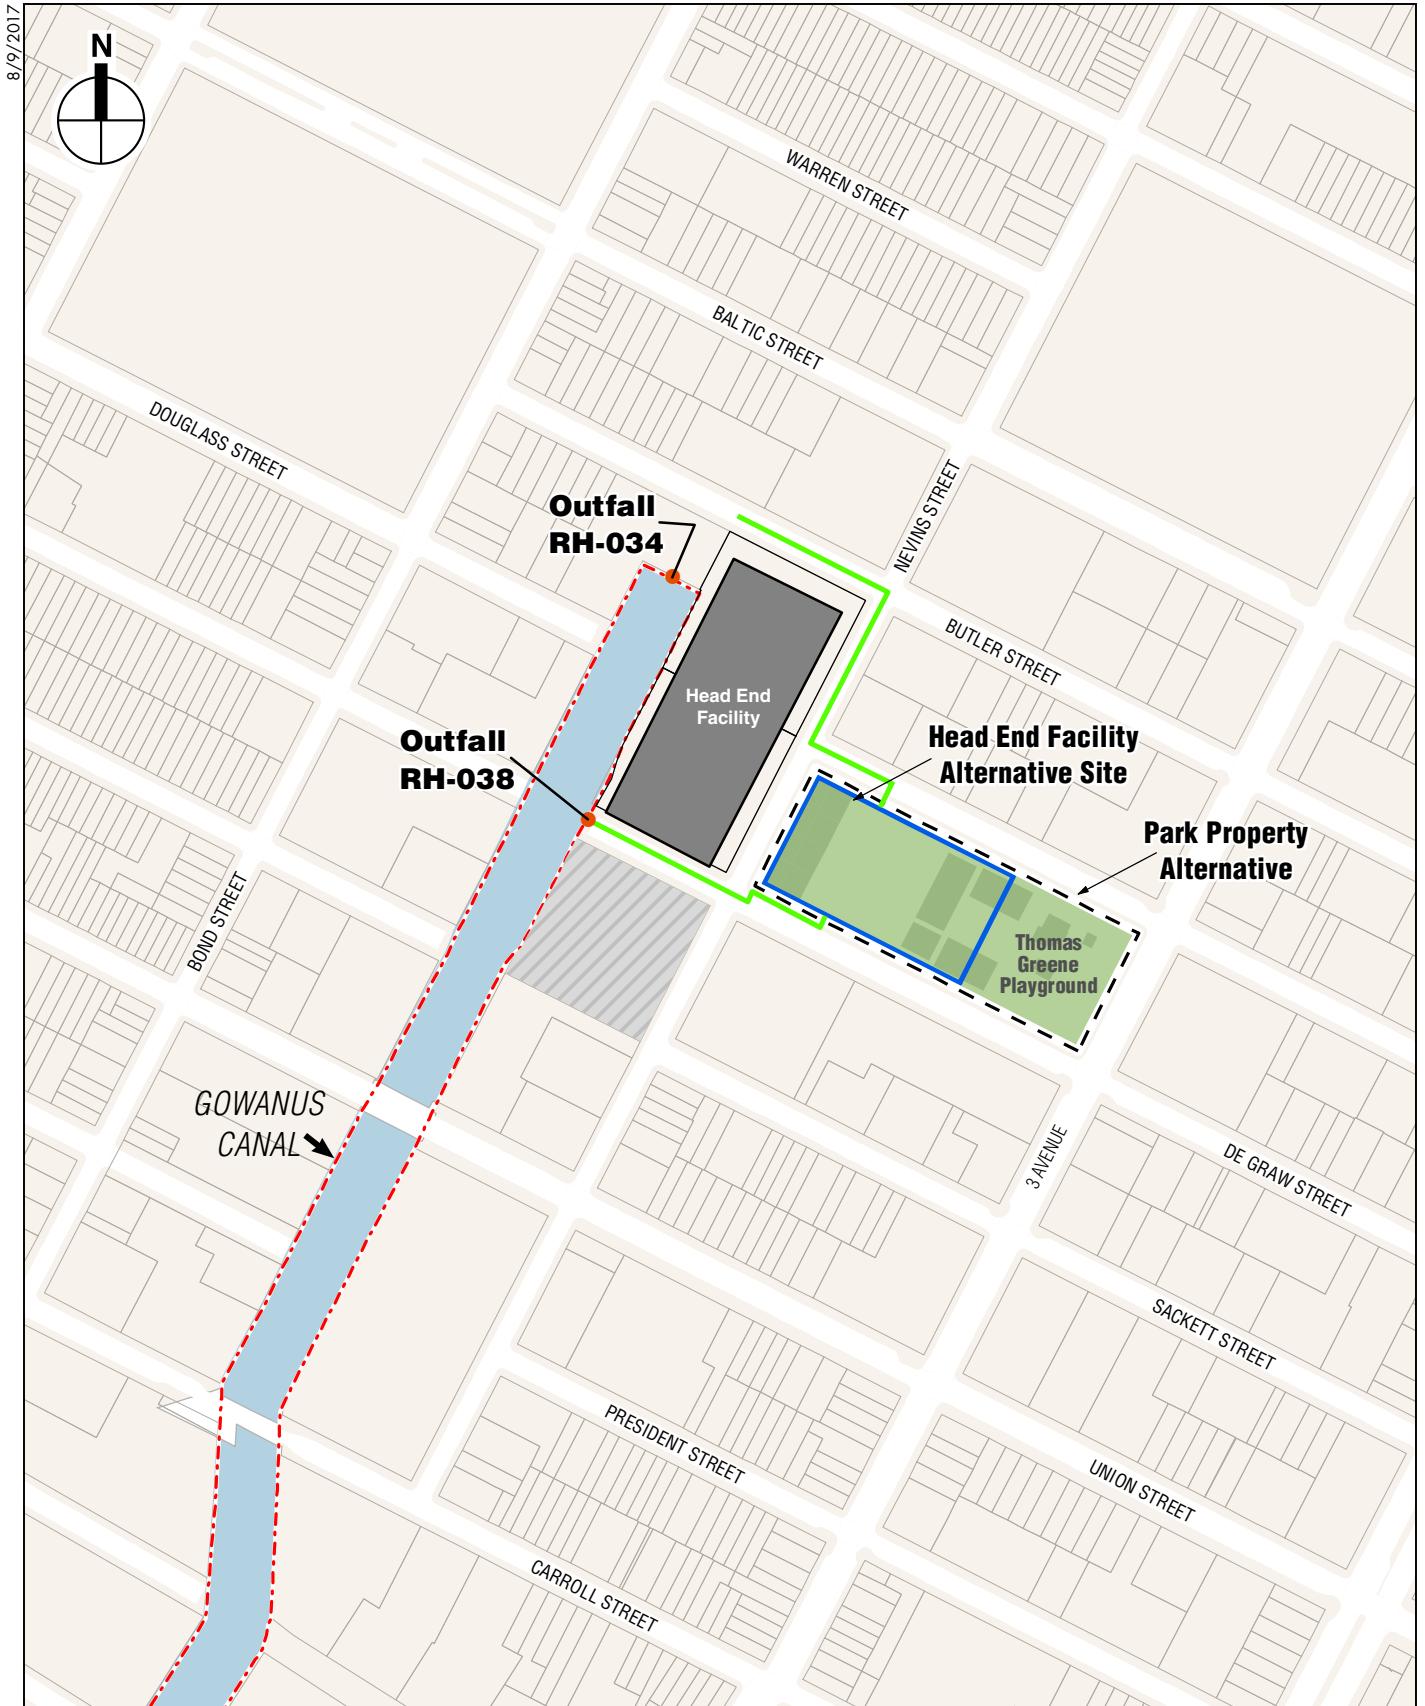 8/9/2017
N
WARREN STREET
BALTIC STREET
DOUGLASS STREET
NEVINS STREET
Outfall
RH-034
BUTLER STREET
Head End
Facility
Outfall
RH-038
Head End Facility
Alternative Site
Park Property
Alternative
BOND STREET
Thomas
Greene
Playground
GOWANUS
CANAL
3 AVENUE
DE GRAW STREET
SACKETT STREET
PRESIDENT STREET
UNION STREET
CARROLL STREET